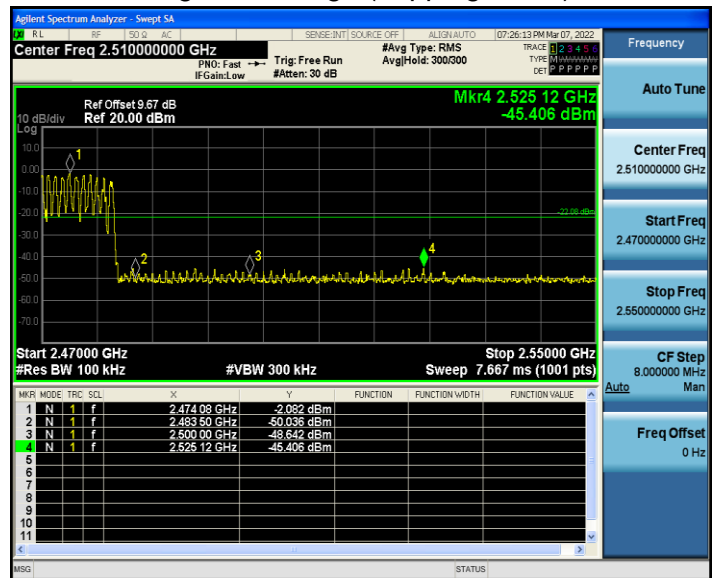 Agilent Spectrum Analyzer - Swept SA
RL RF 50 Ω AC SENSE:INT SOURCE OFF ALIGNAUTO 07:26:13 PM Mar 07, 2022
Center Freq 2.510000000 GHz
PNO: Fast
IFGain:Low
Trig: Free Run
#Atten: 30 dB
#Avg Type: RMS
Avg|Hold: 300/300
TRACE 1 2 3 4 5 6
TYPE M
DET P P P P P P
Ref Offset 9.67 dB
10 dB/div Ref 20.00 dBm
Log
Mkr4 2.525 12 GHz
-45.406 dBm
10.0
0.00
-10.0
-20.0
-30.0
-40.0
-50.0
-60.0
-70.0
1
2
3
4
-22.08 dBm
Start 2.47000 GHz Stop 2.55000 GHz
#Res BW 100 kHz #VBW 300 kHz Sweep 7.667 ms (1001 pts)
MKR MODE TRC SCL X Y FUNCTION FUNCTION WIDTH FUNCTION VALUE
1 N 1 f 2.474 08 GHz -2.082 dBm
2 N 1 f 2.483 50 GHz -50.036 dBm
3 N 1 f 2.500 00 GHz -48.642 dBm
4 N 1 f 2.525 12 GHz -45.406 dBm
5
6
7
8
9
10
11
MSG STATUS
Frequency
Auto Tune
Center Freq
2.510000000 GHz
Start Freq
2.470000000 GHz
Stop Freq
2.550000000 GHz
CF Step
8.000000 MHz
Auto Man
Freq Offset
0 Hz